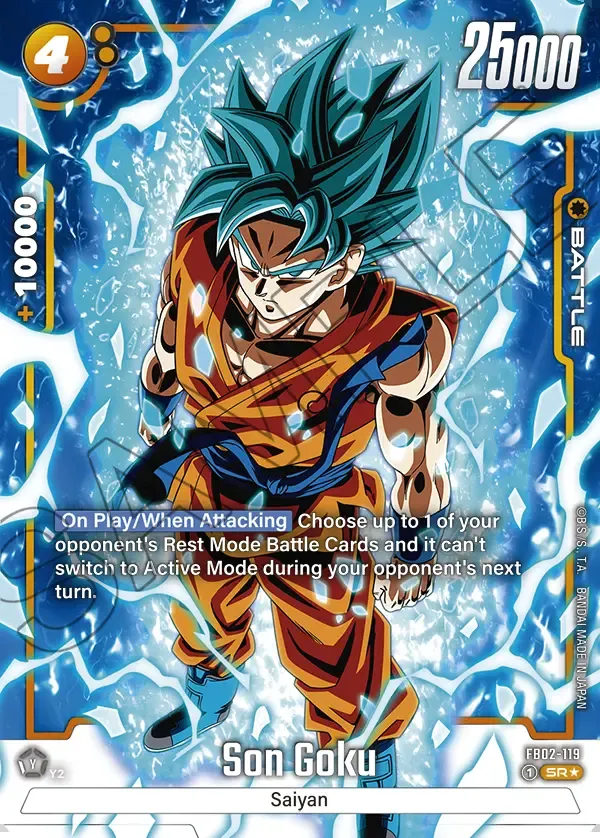 4
25000
+10000
BATTLE
On Play/When Attacking Choose up to 1 of your
opponent's Rest Mode Battle Cards and it can't
switch to Active Mode during your opponent's next
turn.
SAMPLE
©B.S./S., T.A. BANDAI MADE IN JAPAN
Son Goku
FB02-119
Y
Y2
1 SR★
Saiyan